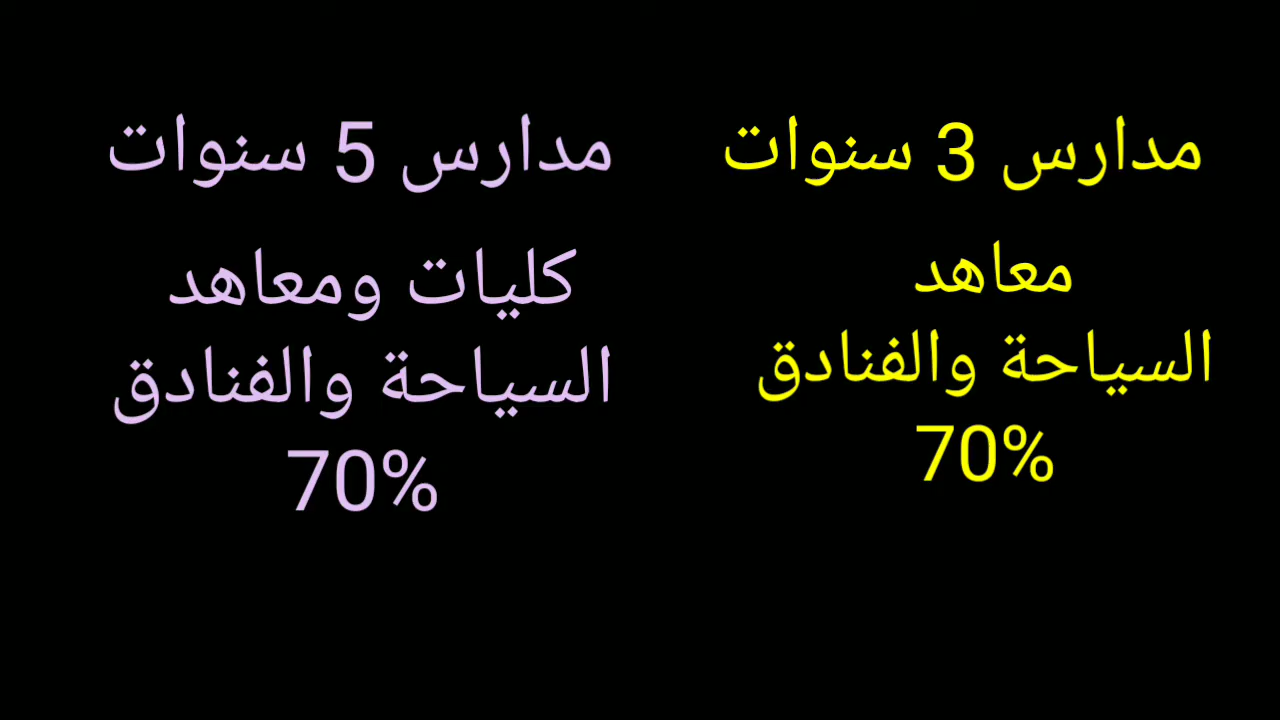 مدارس 3 سنوات
معاهد
السياحة والفنادق
70%
مدارس 5 سنوات
كليات ومعاهد
السياحة والفنادق
70%